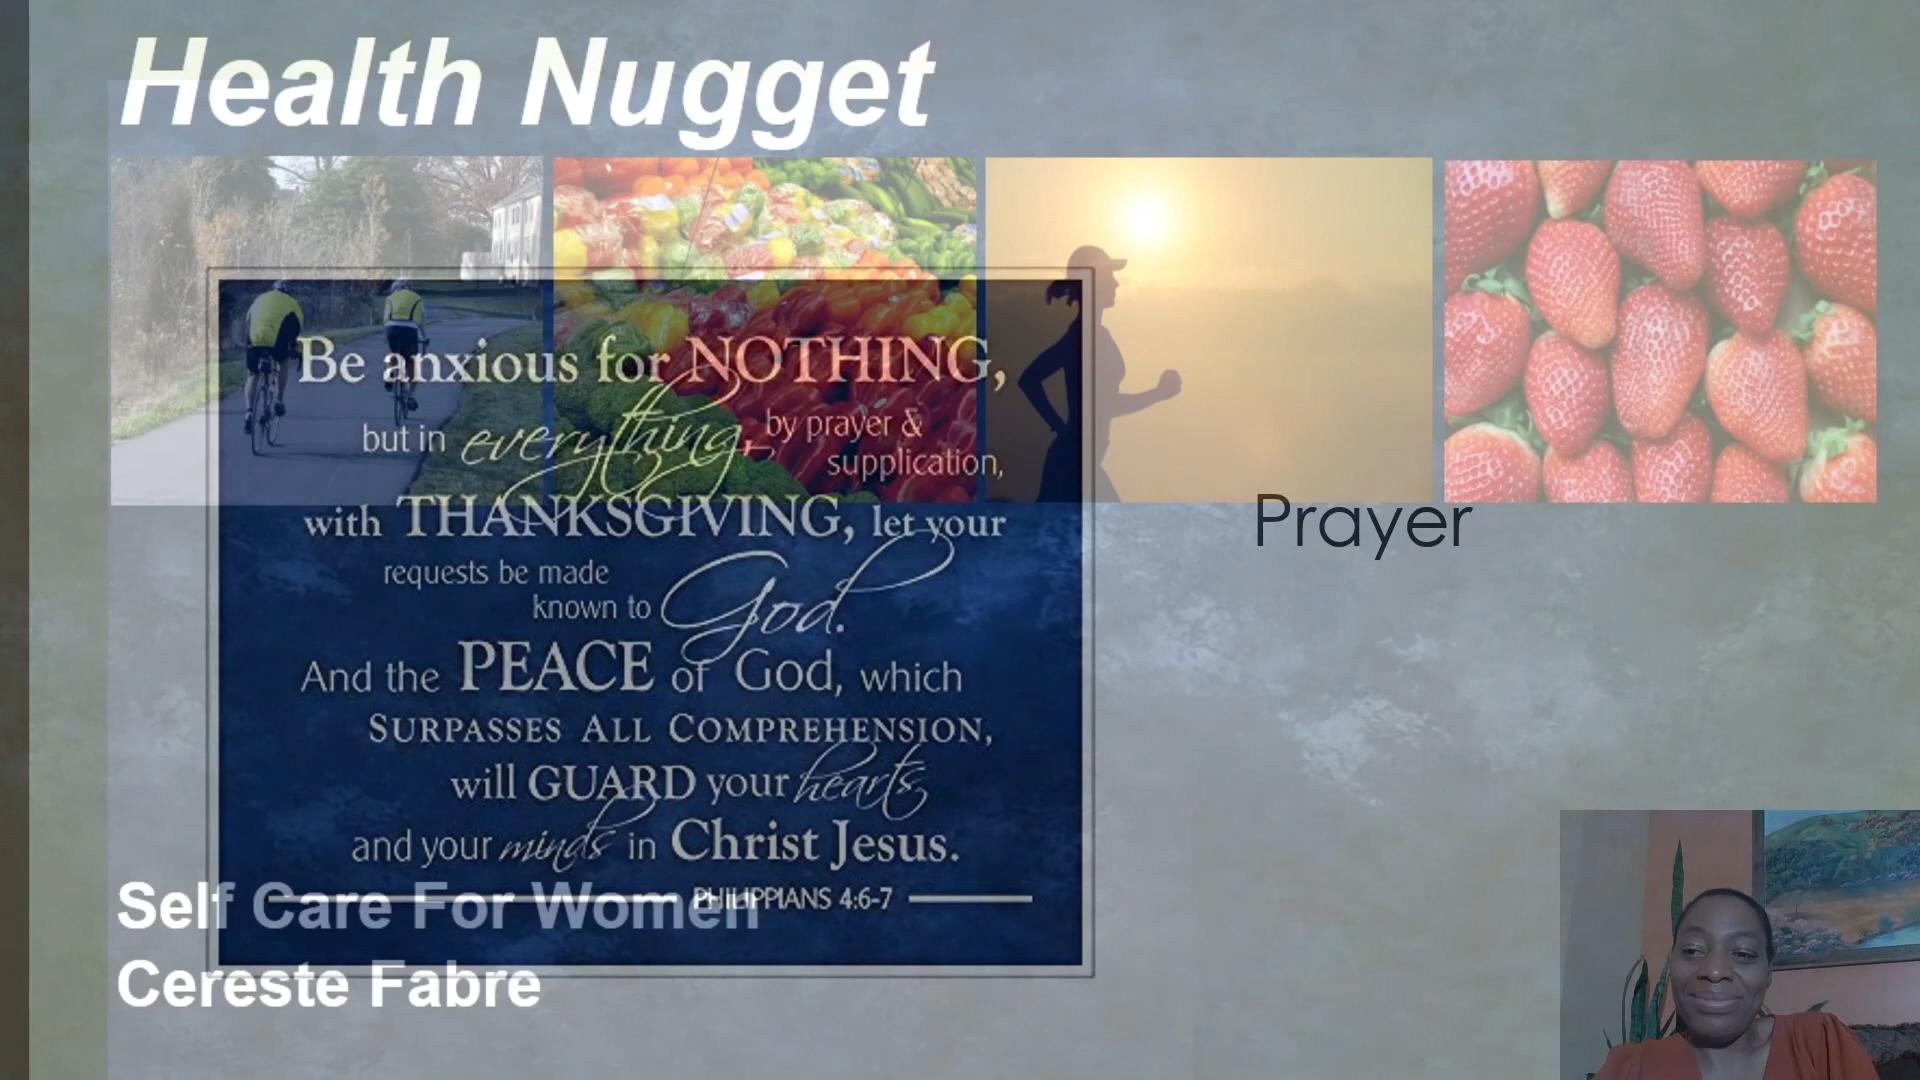 Health Nugget
Be anxious for NOTHING,
but in everything, by prayer &
supplication,
with THANKSGIVING, let your
requests be made
known to God.
And the PEACE of God, which
SURPASSES ALL COMPREHENSION,
will GUARD your hearts
and your minds in Christ Jesus.
PHILIPPIANS 4:6-7
Prayer
Self Care For Women
Cereste Fabre